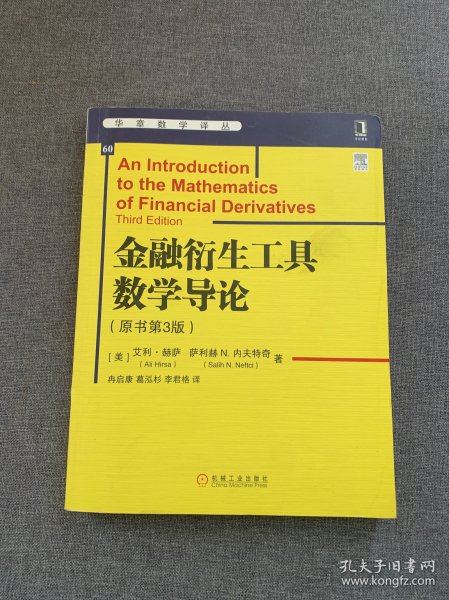 华章数学译丛
60
An Introduction
to the Mathematics
of Financial Derivatives
Third Edition
金融衍生工具
数学导论
(原书第3版)
[美] 艾利·赫萨 萨利赫 N. 内夫特奇 著
(Ali Hirsa) (Salih N. Neftci)
冉启康 葛泓杉 李君格 译
机械工业出版社
China Machine Press
孔夫子旧书网
www.kongfz.com